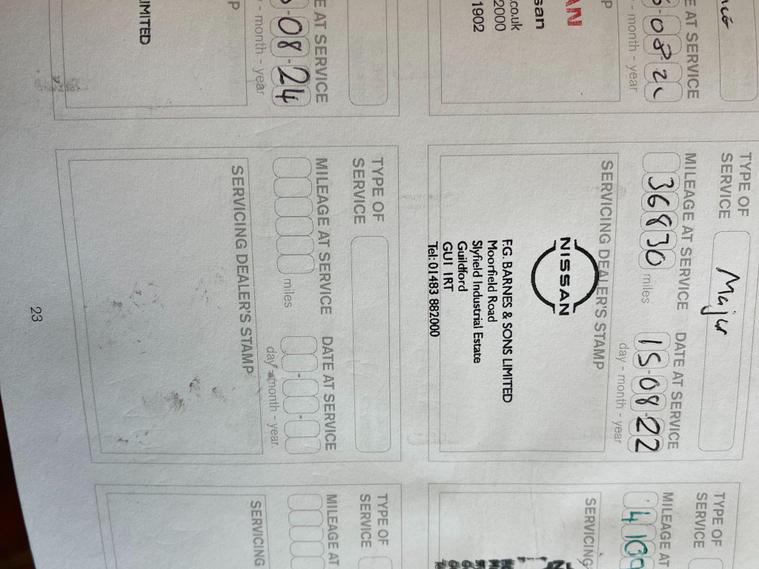 E AT SERVICE
08-20
- month - year
P
AN
san
.co.uk
2000
1902
E AT SERVICE
-08-24
- month - year
P
IMITED
TYPE OF
SERVICE
Major
MILEAGE AT SERVICE
DATE AT SERVICE
36830
miles
15-08-22
day - month - year
SERVICING DEALER'S STAMP
NISSAN
F.G. BARNES & SONS LIMITED
Moorfield Road
Slyfield Industrial Estate
Guildford
GU1 1RT
Tel: 01483 882000
TYPE OF
SERVICE
MILEAGE AT SERVICE
DATE AT SERVICE
miles
day - month - year
SERVICING DEALER'S STAMP
23
TYPE OF
SERVICE
MILEAGE AT
SERVICING
TYPE OF
SERVICE
MILEAGE AT
SERVICING